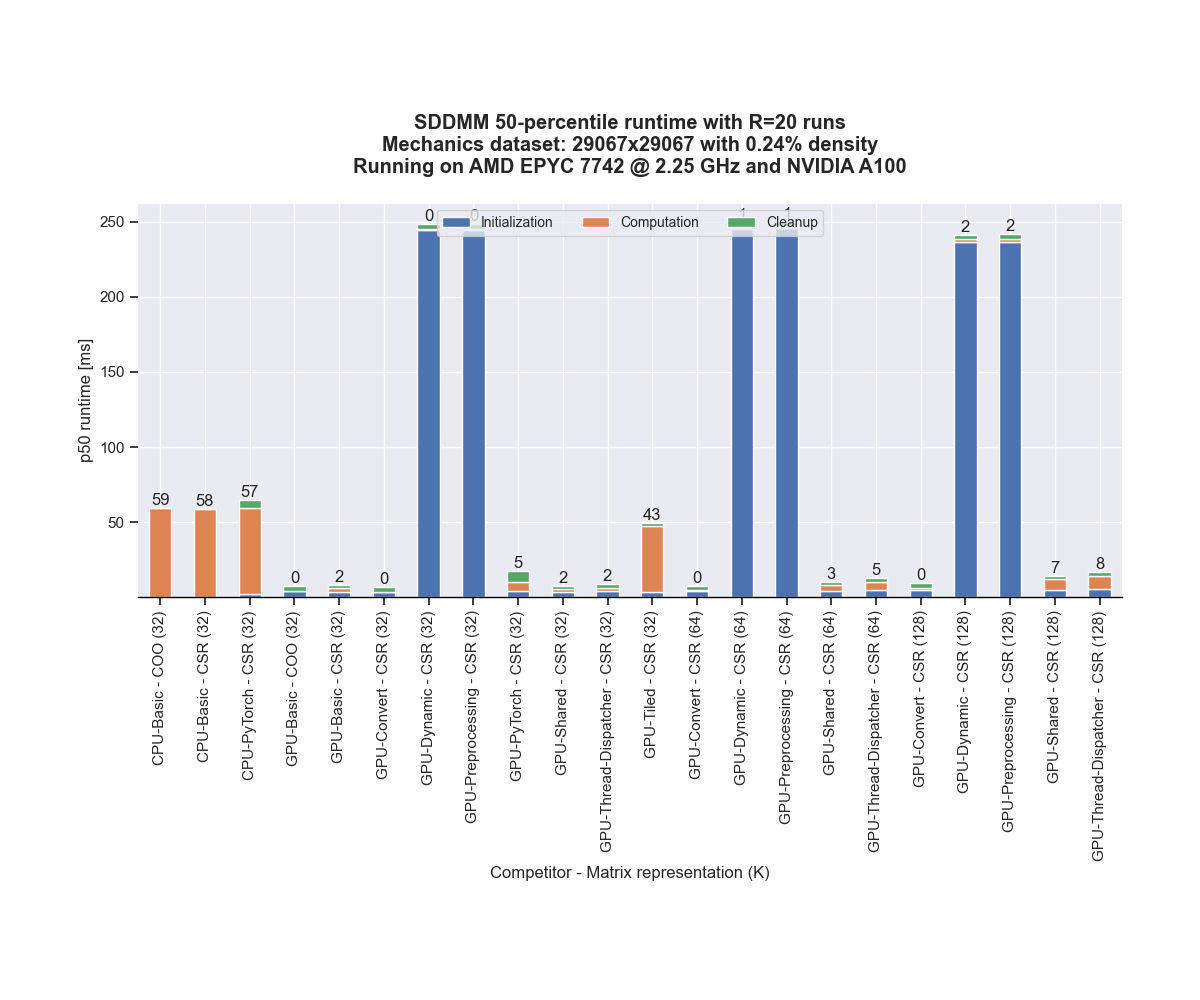 SDDMM 50-percentile runtime with R=20 runs
Mechanics dataset: 29067x29067 with 0.24% density
Running on AMD EPYC 7742 @ 2.25 GHz and NVIDIA A100
Initialization Computation Cleanup
p50 runtime [ms]
250
200
150
100
50
59 58 57 0 2 0 0 0 5 2 2 43 0 1 1 3 5 0 2 2 7 8
CPU-Basic - COO (32)
CPU-Basic - CSR (32)
CPU-PyTorch - CSR (32)
GPU-Basic - COO (32)
GPU-Basic - CSR (32)
GPU-Convert - CSR (32)
GPU-Dynamic - CSR (32)
GPU-Preprocessing - CSR (32)
GPU-PyTorch - CSR (32)
GPU-Shared - CSR (32)
GPU-Thread-Dispatcher - CSR (32)
GPU-Tiled - CSR (32)
GPU-Convert - CSR (64)
GPU-Dynamic - CSR (64)
GPU-Preprocessing - CSR (64)
GPU-Shared - CSR (64)
GPU-Thread-Dispatcher - CSR (64)
GPU-Convert - CSR (128)
GPU-Dynamic - CSR (128)
GPU-Preprocessing - CSR (128)
GPU-Shared - CSR (128)
GPU-Thread-Dispatcher - CSR (128)
Competitor - Matrix representation (K)